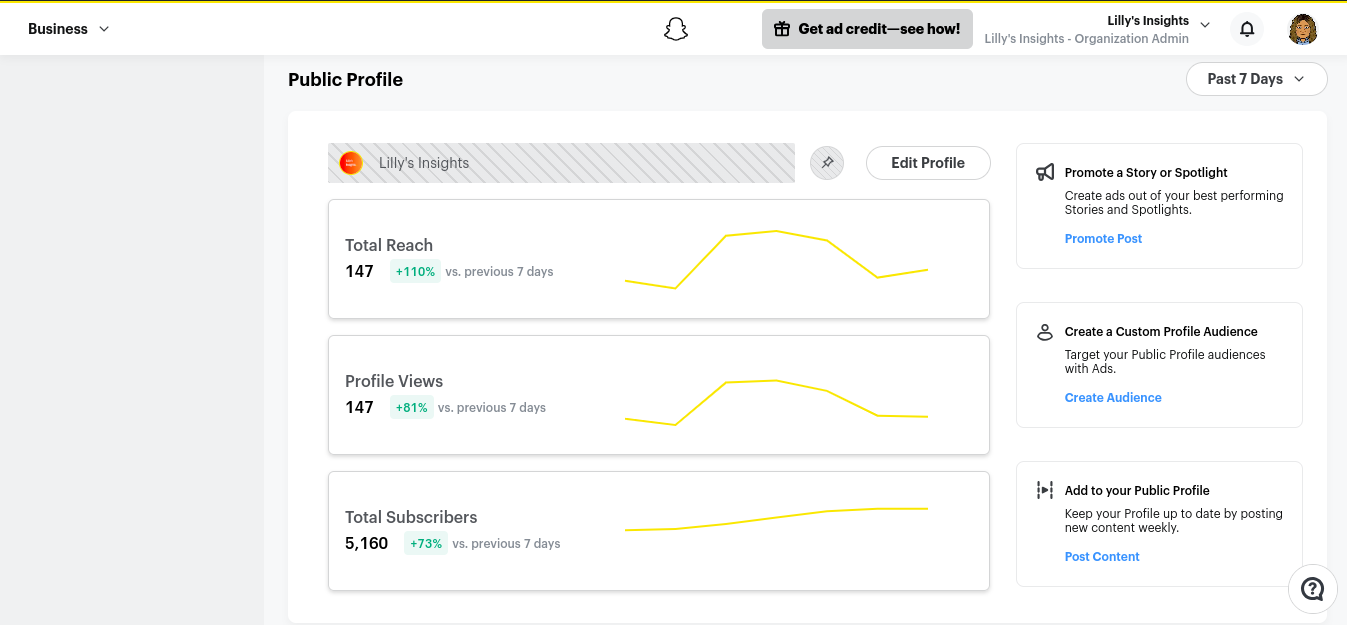 Business
Get ad credit—see how!
Lilly's Insights
Lilly's Insights - Organization Admin
Public Profile
Past 7 Days
Lilly's Insights
Edit Profile
Total Reach
147 +110% vs. previous 7 days
Profile Views
147 +81% vs. previous 7 days
Total Subscribers
5,160 +73% vs. previous 7 days
Promote a Story or Spotlight
Create ads out of your best performing
Stories and Spotlights.
Promote Post
Create a Custom Profile Audience
Target your Public Profile audiences
with Ads.
Create Audience
Add to your Public Profile
Keep your Profile up to date by posting
new content weekly.
Post Content